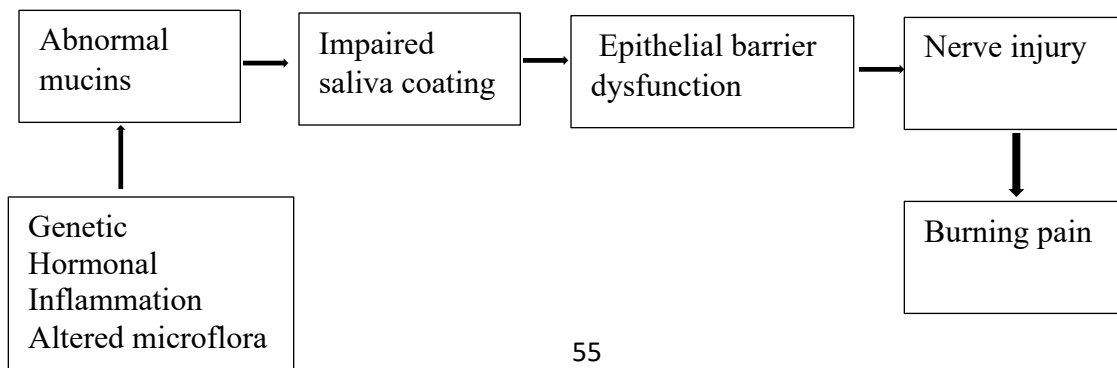 Abnormal
mucins
Impaired
saliva coating
Epithelial barrier
dysfunction
Nerve injury
Genetic
Hormonal
Inflammation
Altered microflora
Burning pain
55